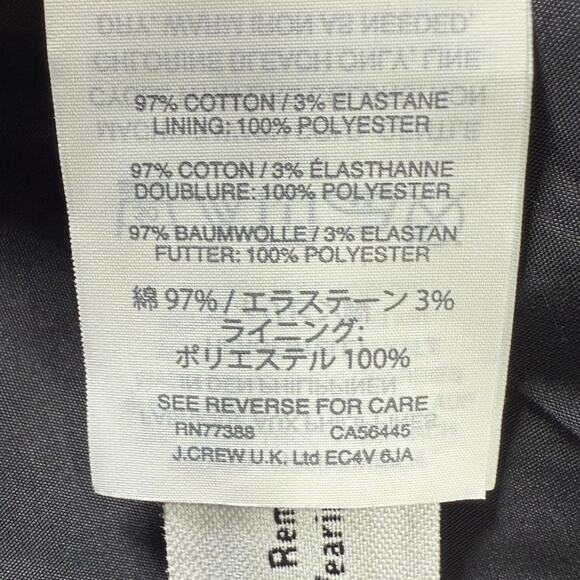 97% COTTON / 3% ELASTANE
LINING: 100% POLYESTER
97% COTON / 3% ÉLASTHANNE
DOUBLURE: 100% POLYESTER
97% BAUMWOLLE / 3% ELASTAN
FUTTER: 100% POLYESTER
綿 97% / エラステーン 3%
ライニング:
ポリエステル 100%
SEE REVERSE FOR CARE
RN77388 CA56445
J.CREW U.K. Ltd EC4V 6JA